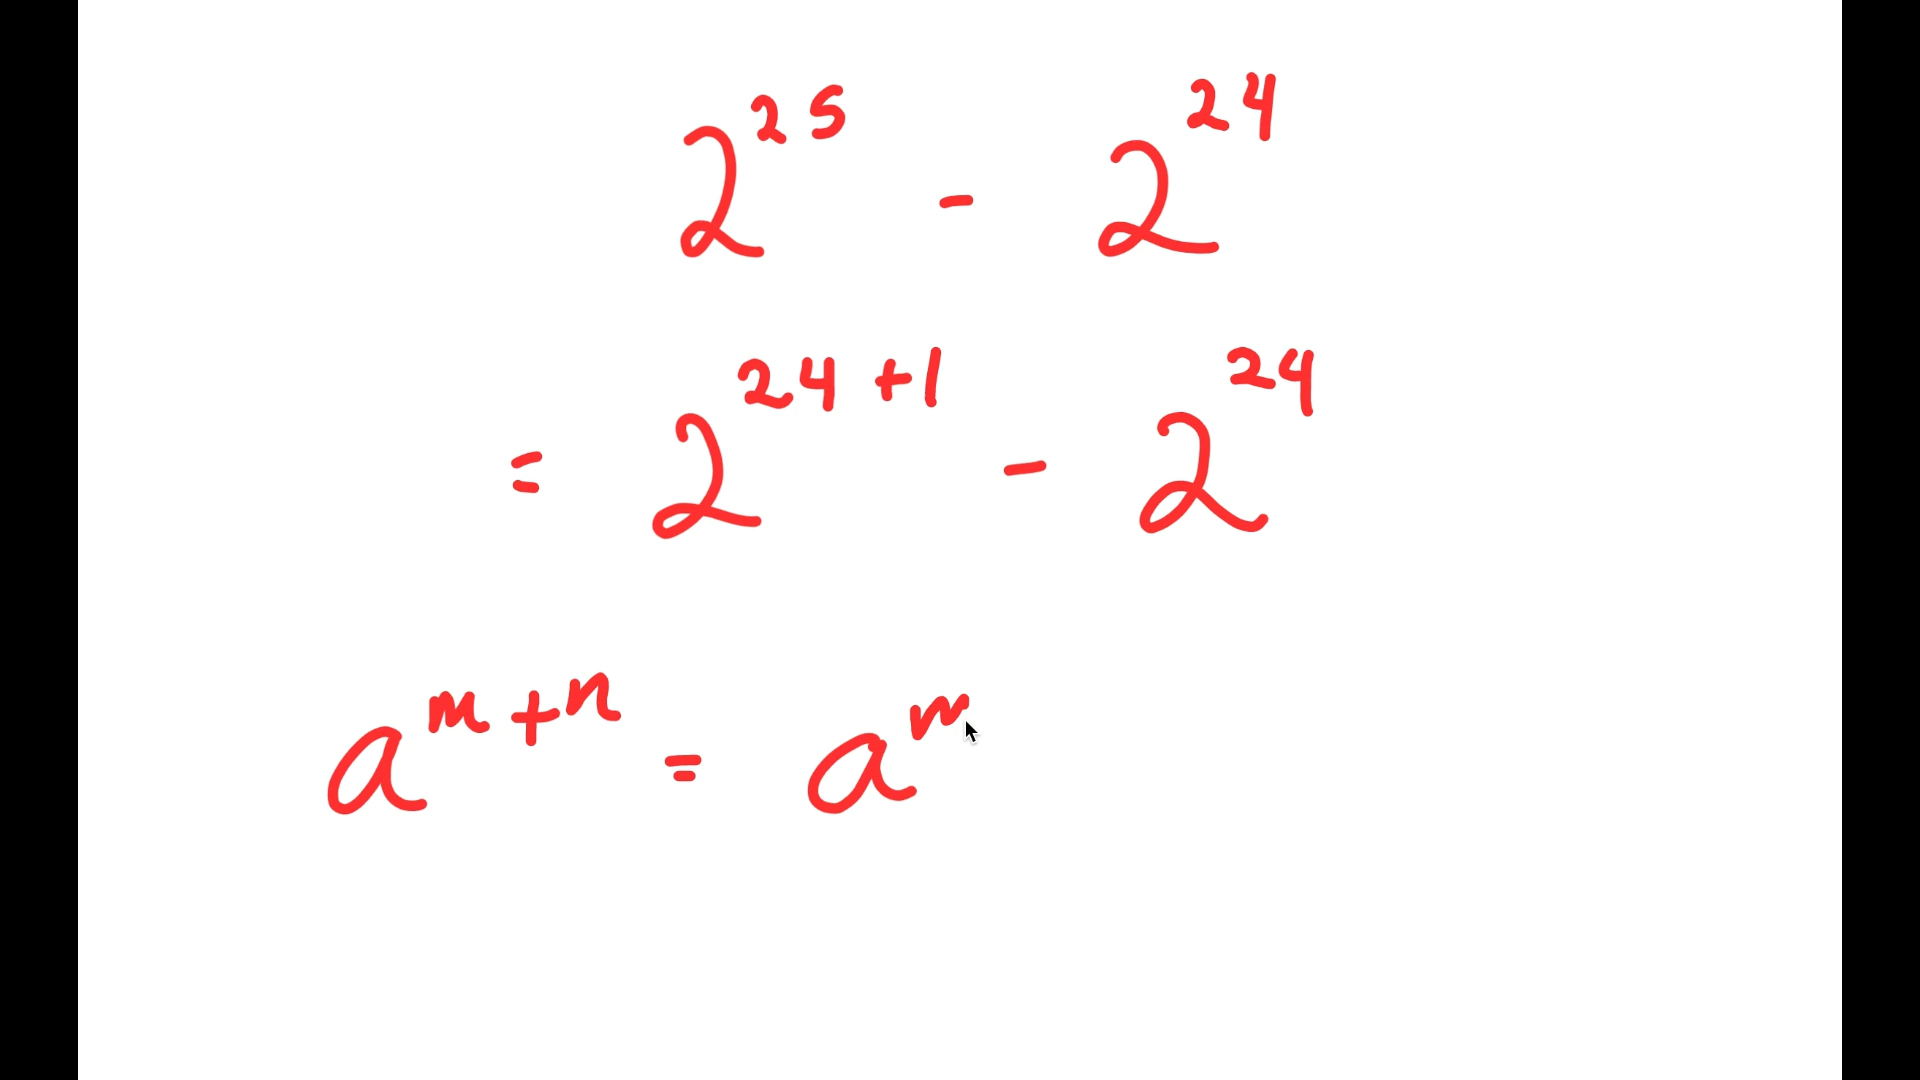 2^25 - 2^24
= 2^24+1 - 2^24
a^m+n = a^m